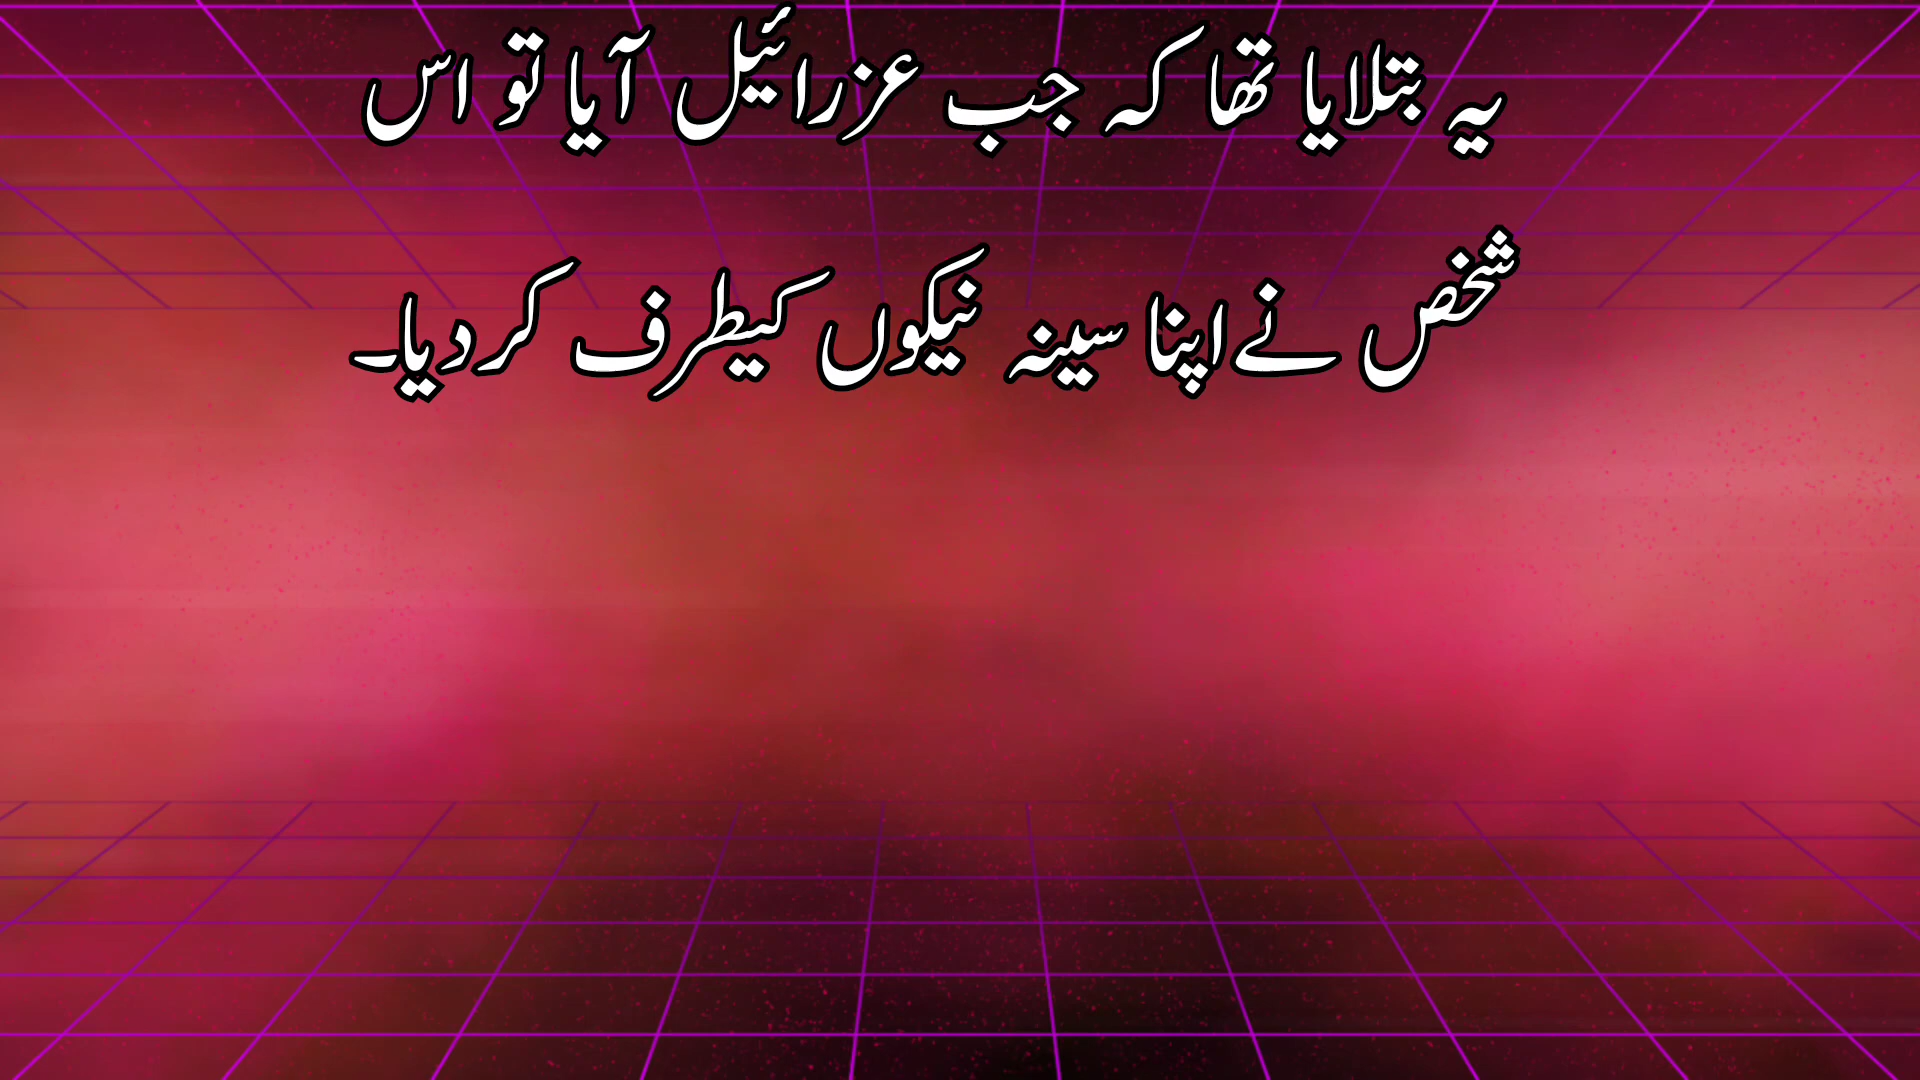 یہ بتلایا تھا کہ جب عزرائیل آیا تو اس
شخص نے اپنا سینہ نیکوں کیطرف کردیا۔